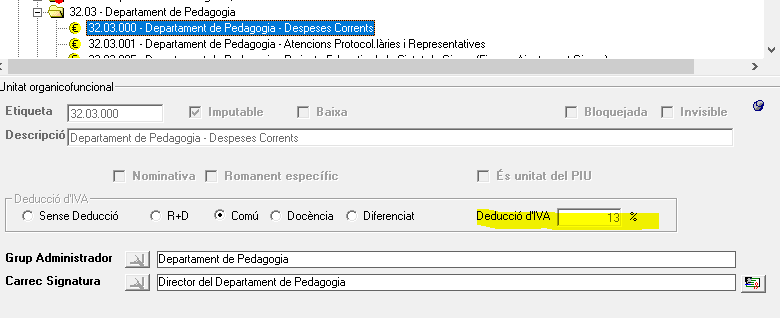 32.03 - Departament de Pedagogia
€ 32.03.000 - Departament de Pedagogia - Despeses Corrents
€ 32.03.001 - Departament de Pedagogia - Atencions Protocol.làries i Representatives
Unitat organicofuncional
Etiqueta 32.03.000 Imputable Baixa Bloquejada Invisible
Descripció Departament de Pedagogia - Despeses Corrents
Nominativa Romanent específic És unitat del PIU
Deducció d'IVA
Sense Deducció R+D Comú Docència Diferenciat Deducció d'IVA 13 %
Grup Administrador Departament de Pedagogia
Carrec Signatura Director del Departament de Pedagogia